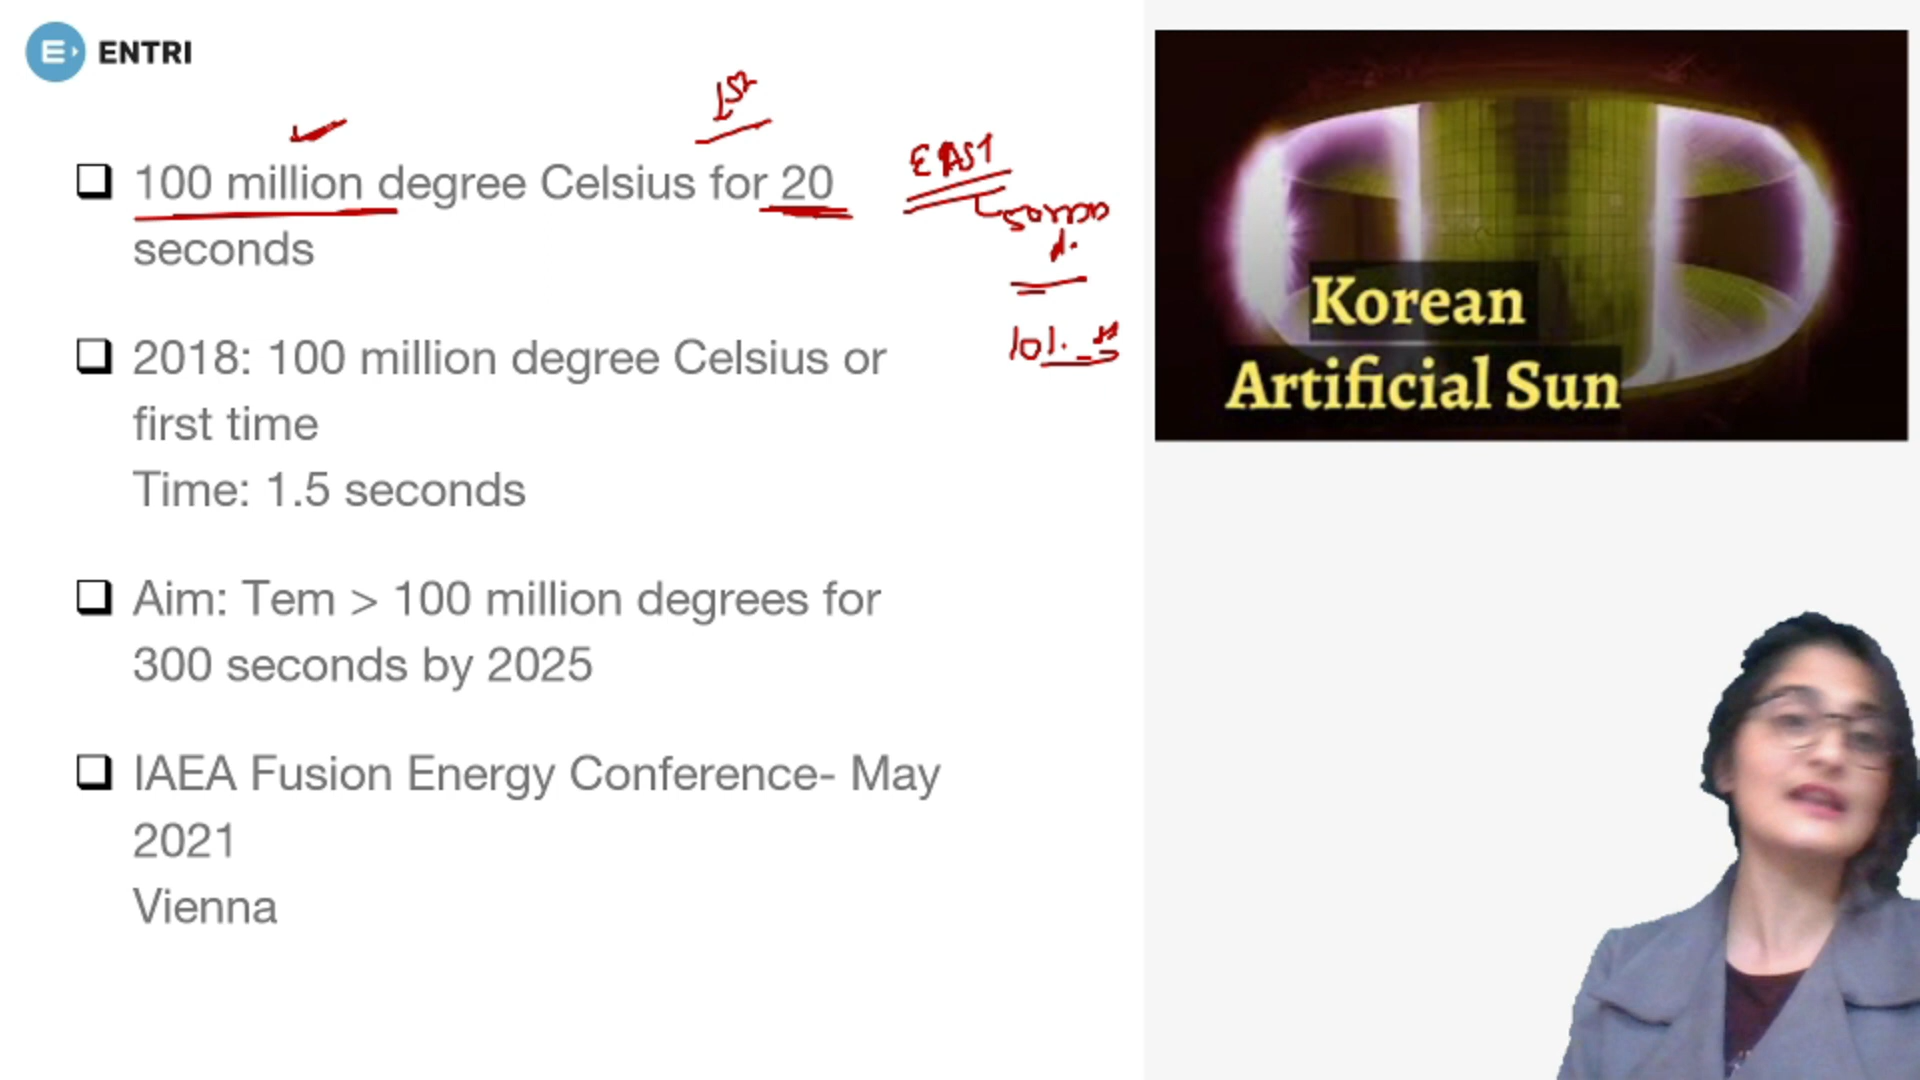 ENTRI
1st
100 million degree Celsius for 20
seconds
EAST
2018: 100 million degree Celsius or
first time
Time: 1.5 seconds
Aim: Tem > 100 million degrees for
300 seconds by 2025
IAEA Fusion Energy Conference- May
2021
Vienna
Korean
Artificial Sun